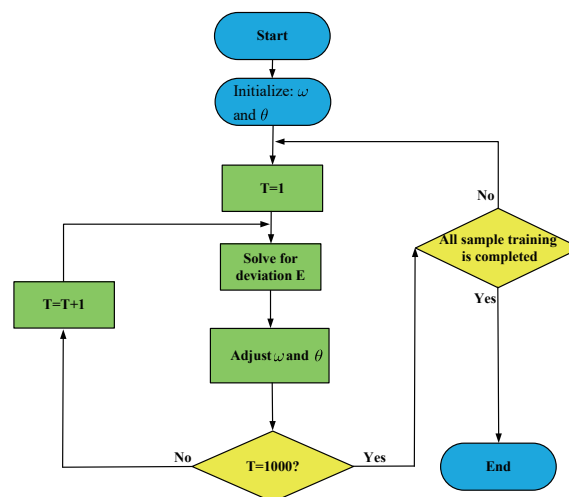 Start
Initialize: ω
and θ
T=1
No
All sample training
is completed
Solve for
deviation E
T=T+1
Yes
Adjust ω and θ
No
T=1000?
Yes
End